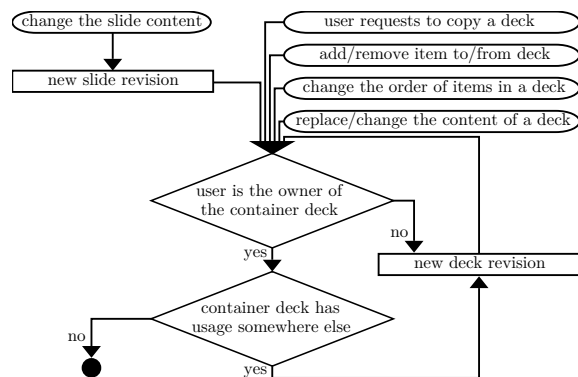 change the slide content
user requests to copy a deck
add/remove item to/from deck
new slide revision
change the order of items in a deck
replace/change the content of a deck
user is the owner of
the container deck
no
yes
new deck revision
container deck has
usage somewhere else
no
yes